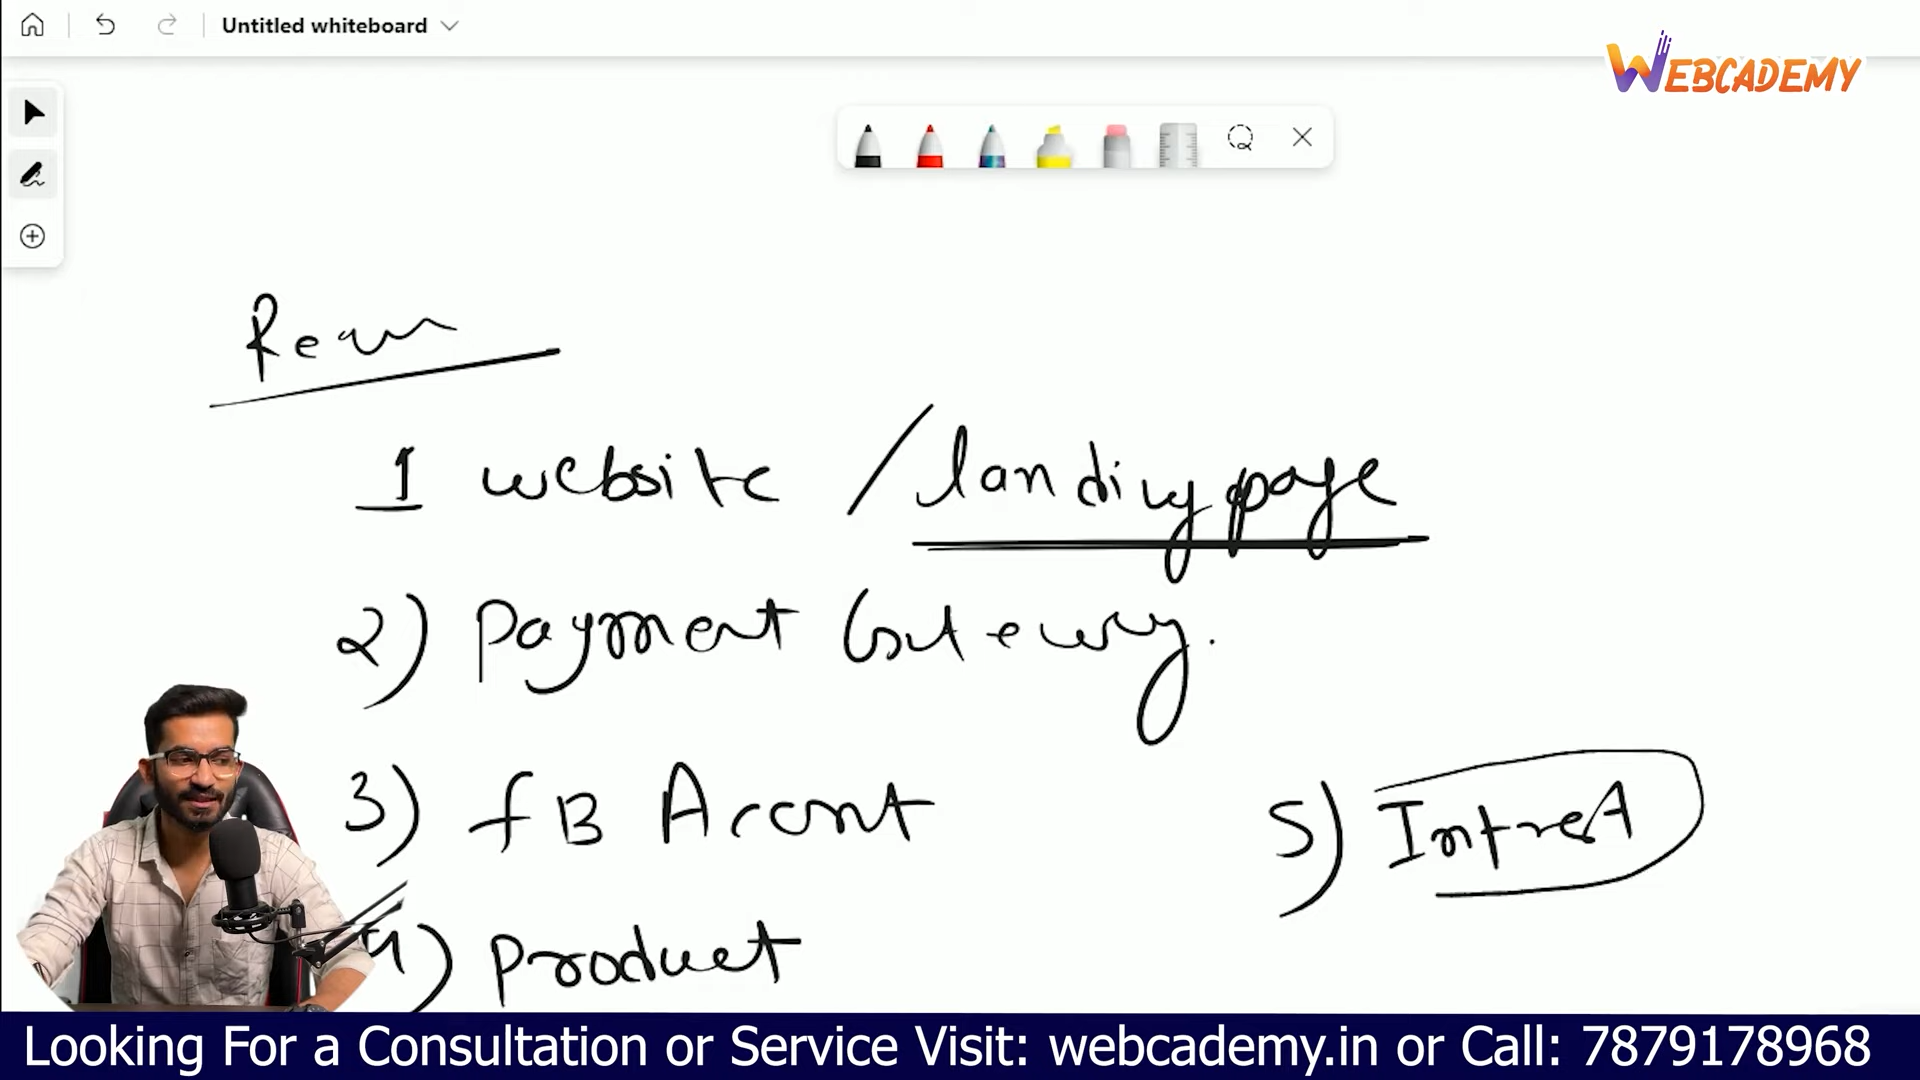 Untitled whiteboard
WEBCADEMY
1 website / landing page
2) Payment Gateway.
3) fB Acont
5) Intrest
4) Product
Looking For a Consultation or Service Visit: webcademy.in or Call: 7879178968